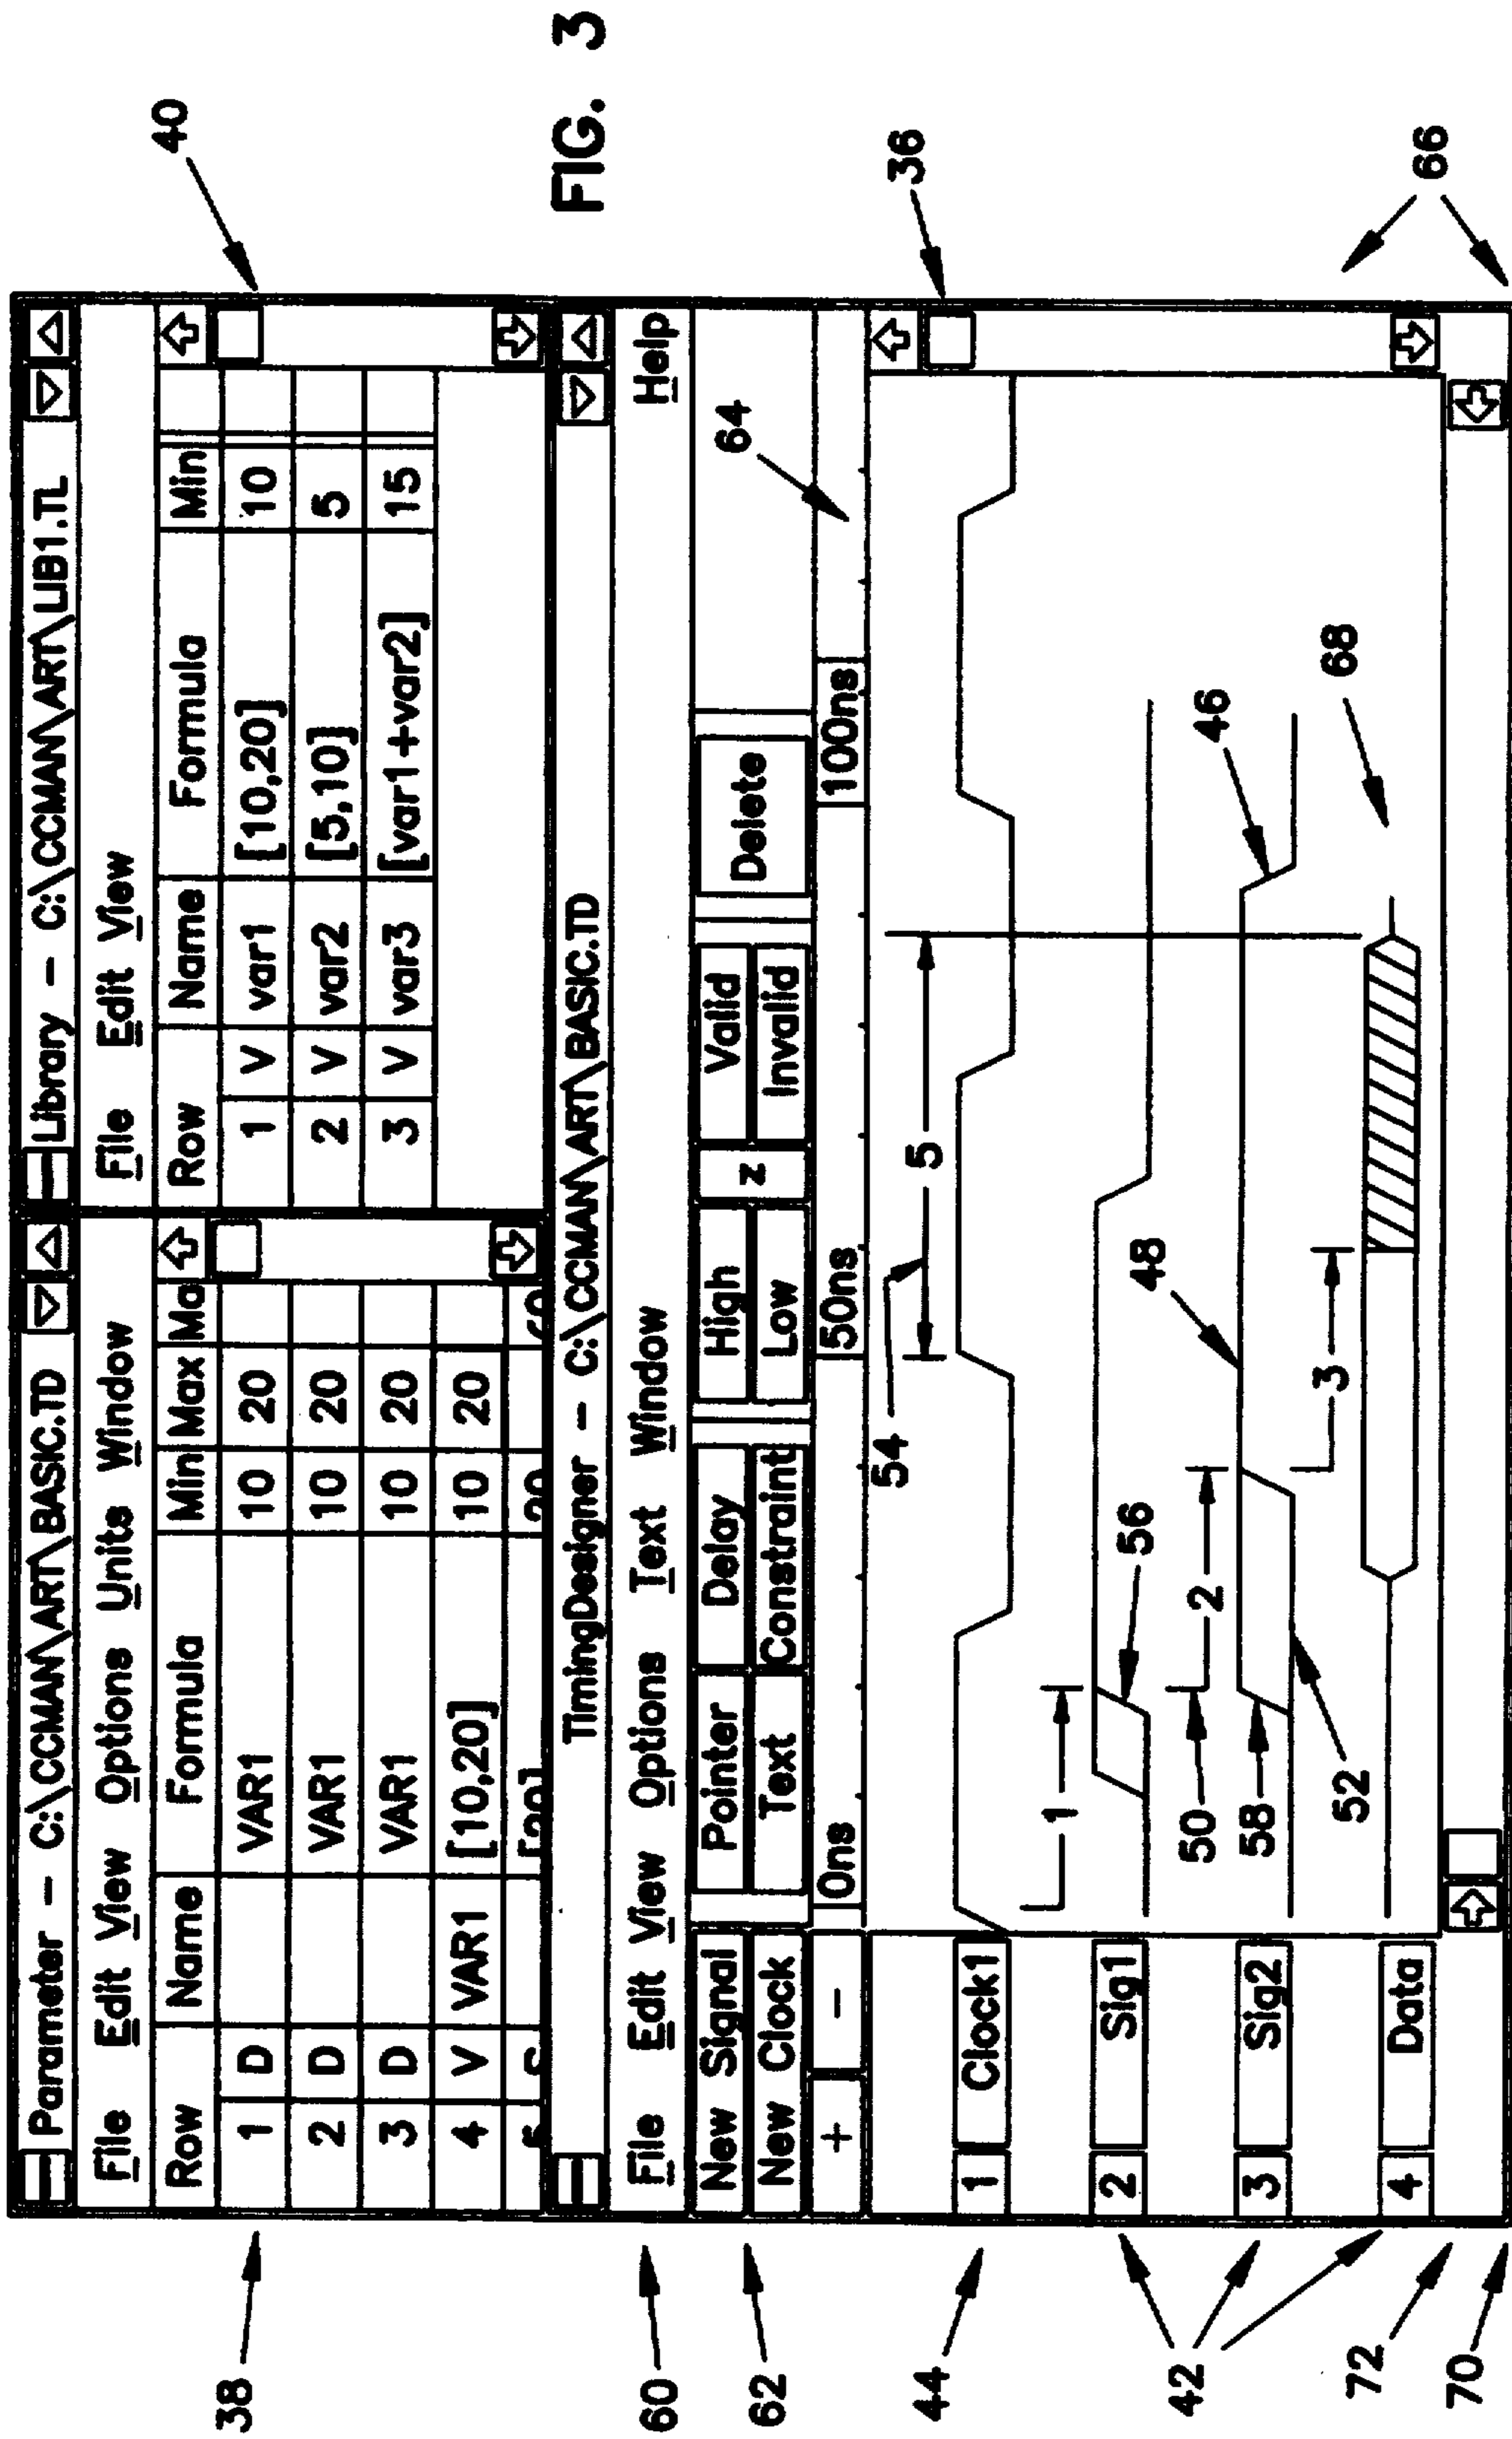 FIG. 3
Parameter – C:\CCMAN\ART\BASIC.TD
File Edit View Options Units Window
Row Name Formula Min Max Ma
1 D VAR1 10 20
2 D VAR1 10 20
3 D VAR1 10 20
4 V VAR1 [10,20] 10 20
Library – C:\CCMAN\ART\LIB1.TL
File Edit View
Row Name Formula Min
1 V var1 [10,20] 10
2 V var2 [5,10] 5
3 V var3 [var1+var2] 15
38
40
TimingDesigner – C:\CCMAN\ART\BASIC.TD
File Edit View Options Text Window Help
New Signal Pointer Delay High z Valid Delete
New Clock Text Constraint Low Invalid
+ – 0ns 50ns 100ns
60
62
64
54
36
5
1 Clock1
44
1
2 Sig1
56
48
46
50
2
3 Sig2
58
42
52
3
68
4 Data
66
72
70